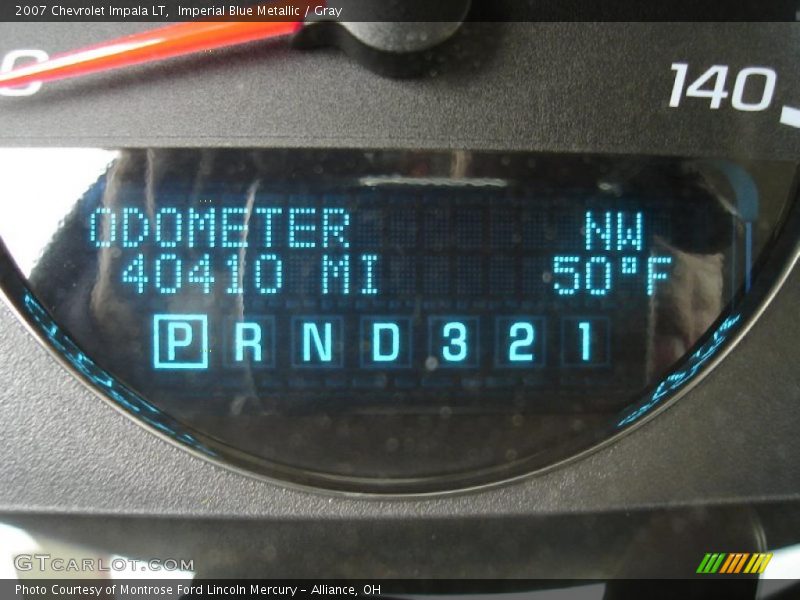 2007 Chevrolet Impala LT,  Imperial Blue Metallic / Gray
0
140
ODOMETER NW
40410 MI 50°F
P R N D 3 2 1
GTCARLOT.COM
Photo Courtesy of Montrose Ford Lincoln Mercury - Alliance, OH